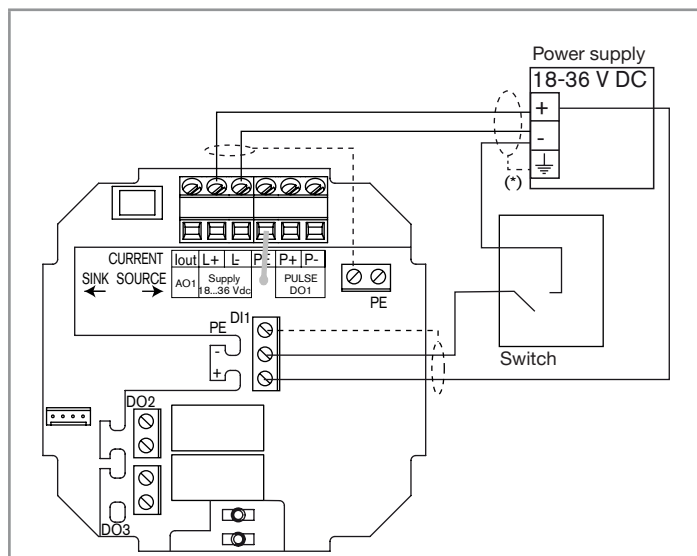 Power supply
18-36 V DC
+
-
(*)
CURRENT
SINK SOURCE
Iout L+ L- PE P+ P-
AO1 Supply 18...36 Vdc PULSE DO1
PE
DI1
PE
-
+
Switch
DO2
DO3